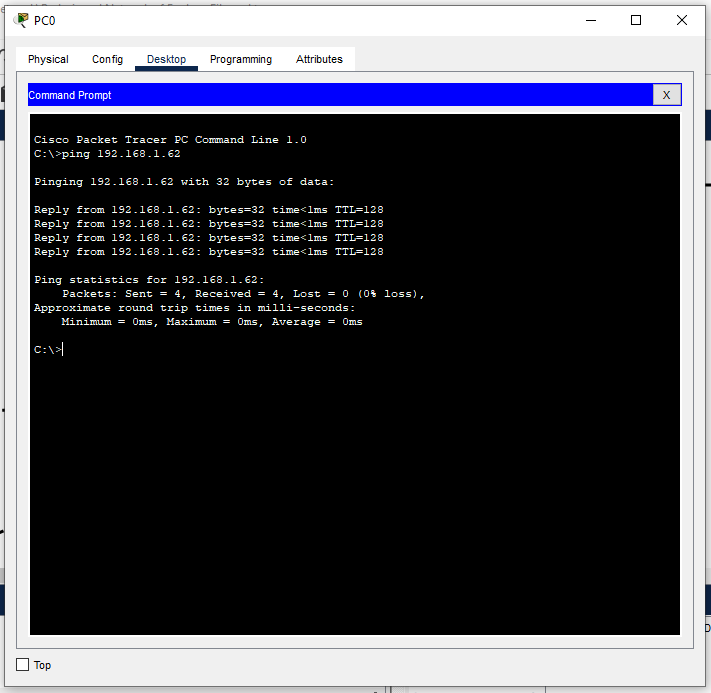 PC0
Physical Config Desktop Programming Attributes
Command Prompt X
Cisco Packet Tracer PC Command Line 1.0
C:\>ping 192.168.1.62
Pinging 192.168.1.62 with 32 bytes of data:
Reply from 192.168.1.62: bytes=32 time<1ms TTL=128
Reply from 192.168.1.62: bytes=32 time<1ms TTL=128
Reply from 192.168.1.62: bytes=32 time<1ms TTL=128
Reply from 192.168.1.62: bytes=32 time<1ms TTL=128
Ping statistics for 192.168.1.62:
Packets: Sent = 4, Received = 4, Lost = 0 (0% loss),
Approximate round trip times in milli-seconds:
Minimum = 0ms, Maximum = 0ms, Average = 0ms
C:\>
Top